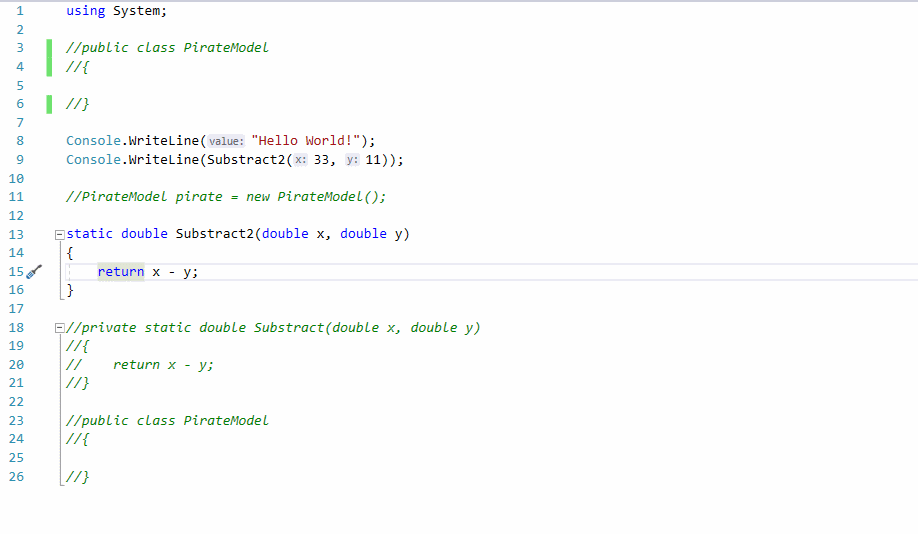 1 using System;
2
3 //public class PirateModel
4 //{
5
6 //}
7
8 Console.WriteLine(value: "Hello World!");
9 Console.WriteLine(Substract2(x: 33, y: 11));
10
11 //PirateModel pirate = new PirateModel();
12
13 static double Substract2(double x, double y)
14 {
15 return x - y;
16 }
17
18 //private static double Substract(double x, double y)
19 //{
20 //    return x - y;
21 //}
22
23 //public class PirateModel
24 //{
25
26 //}